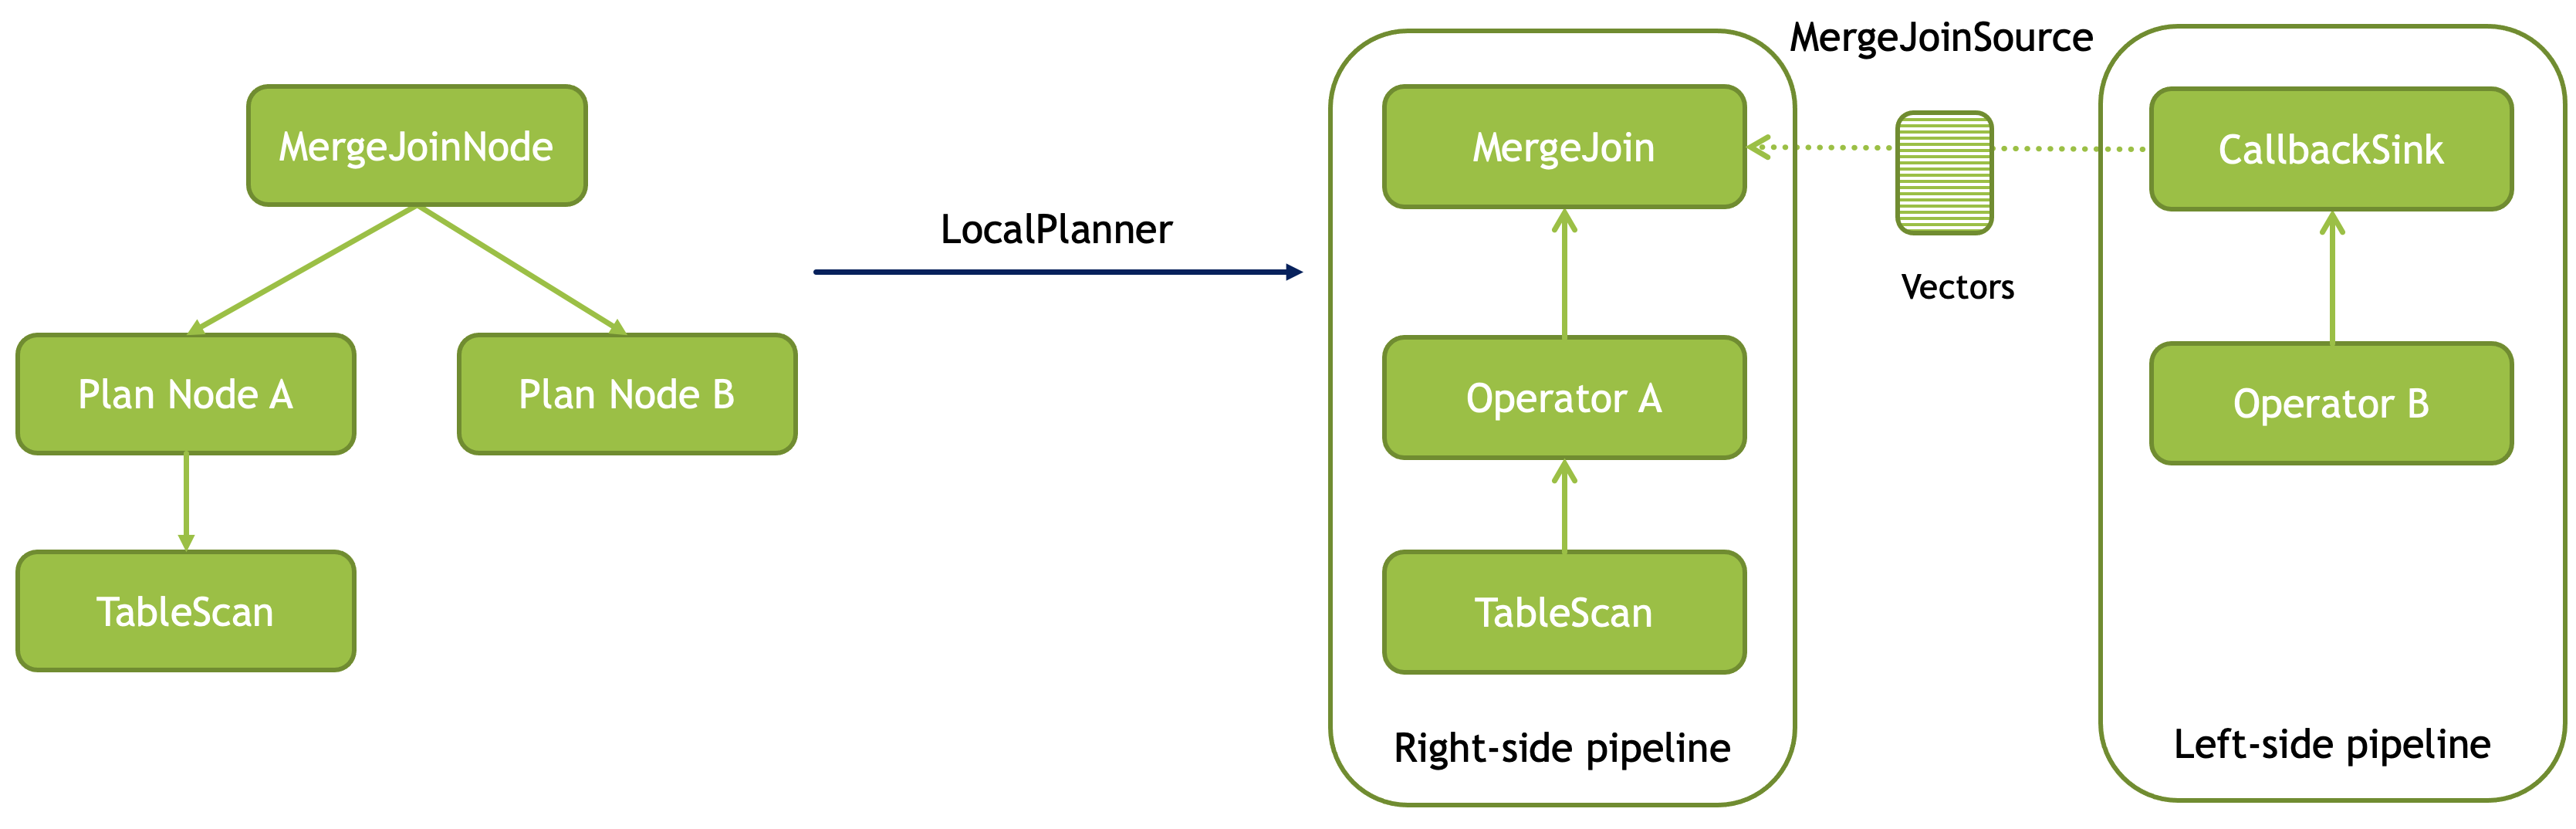 MergeJoinNode
Plan Node A
Plan Node B
TableScan
LocalPlanner
MergeJoin
Operator A
TableScan
Right-side pipeline
MergeJoinSource
Vectors
CallbackSink
Operator B
Left-side pipeline